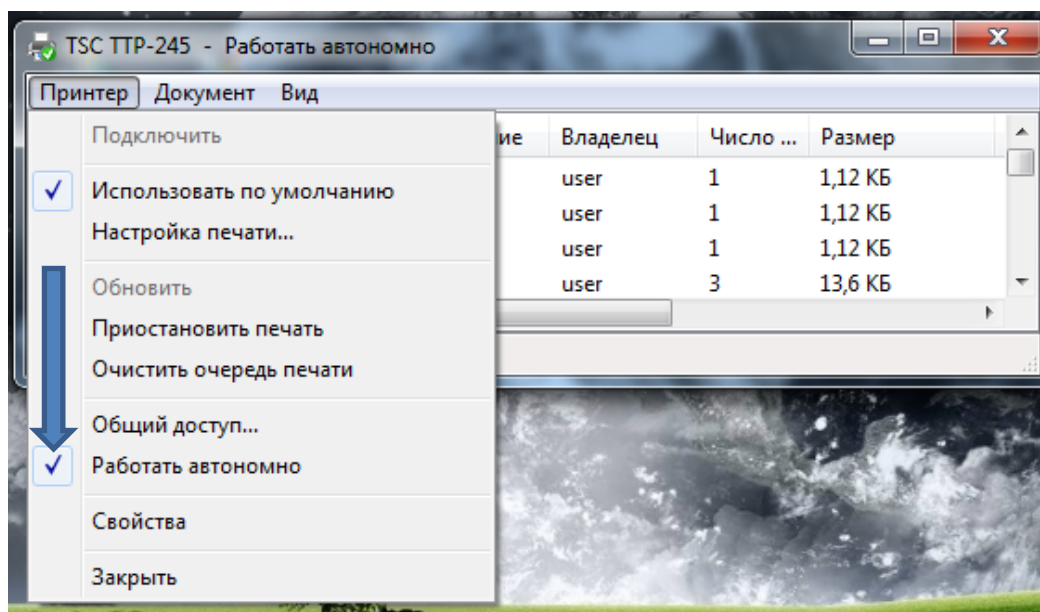 TSC TTP-245 - Работать автономно
Принтер Документ Вид
Подключить
ие Владелец Число ... Размер
Использовать по умолчанию
user 1 1,12 КБ
Настройка печати...
user 1 1,12 КБ
user 1 1,12 КБ
Обновить
user 3 13,6 КБ
Приостановить печать
Очистить очередь печати
Общий доступ...
Работать автономно
Свойства
Закрыть